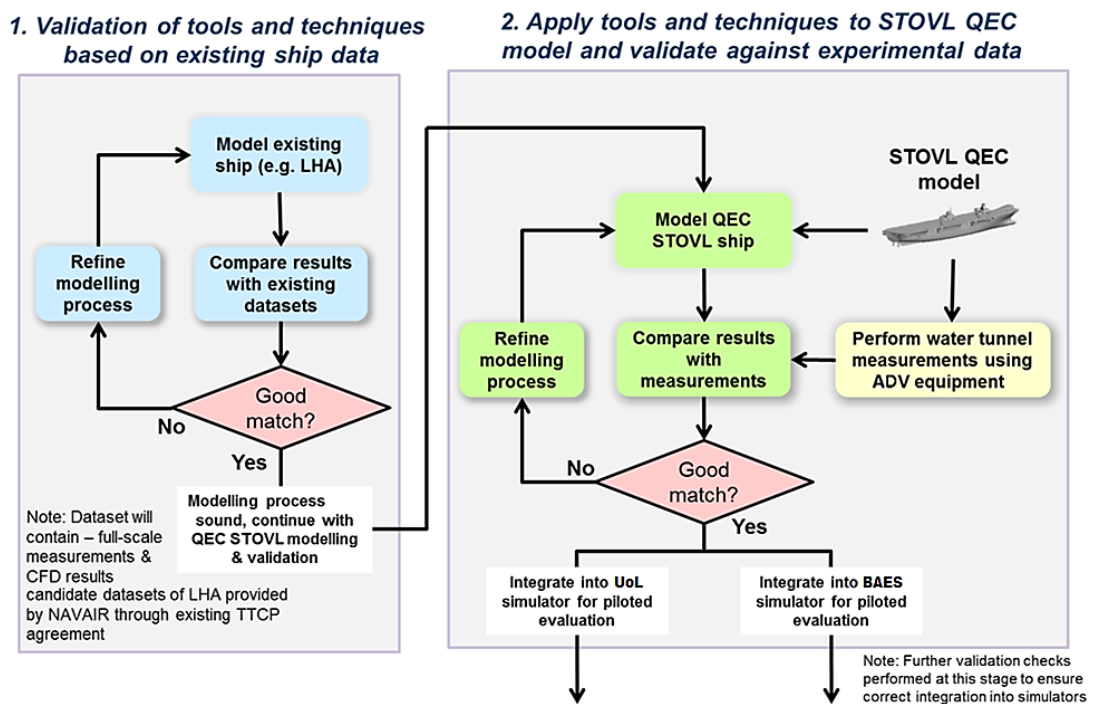 1. Validation of tools and techniques
based on existing ship data
Model existing
ship (e.g. LHA)
Refine
modelling
process
Compare results
with existing
datasets
Good
match?
No
Yes
Modelling process
sound, continue with
QEC STOVL modelling
& validation
Note: Dataset will
contain – full-scale
measurements &
CFD results
candidate datasets of LHA provided
by NAVAIR through existing TTCP
agreement
2. Apply tools and techniques to STOVL QEC
model and validate against experimental data
STOVL QEC
model
Model QEC
STOVL ship
Refine
modelling
process
Compare results
with
measurements
Perform water tunnel
measurements using
ADV equipment
Good
match?
No
Yes
Integrate into UoL
simulator for piloted
evaluation
Integrate into BAES
simulator for piloted
evaluation
Note: Further validation checks
performed at this stage to ensure
correct integration into simulators